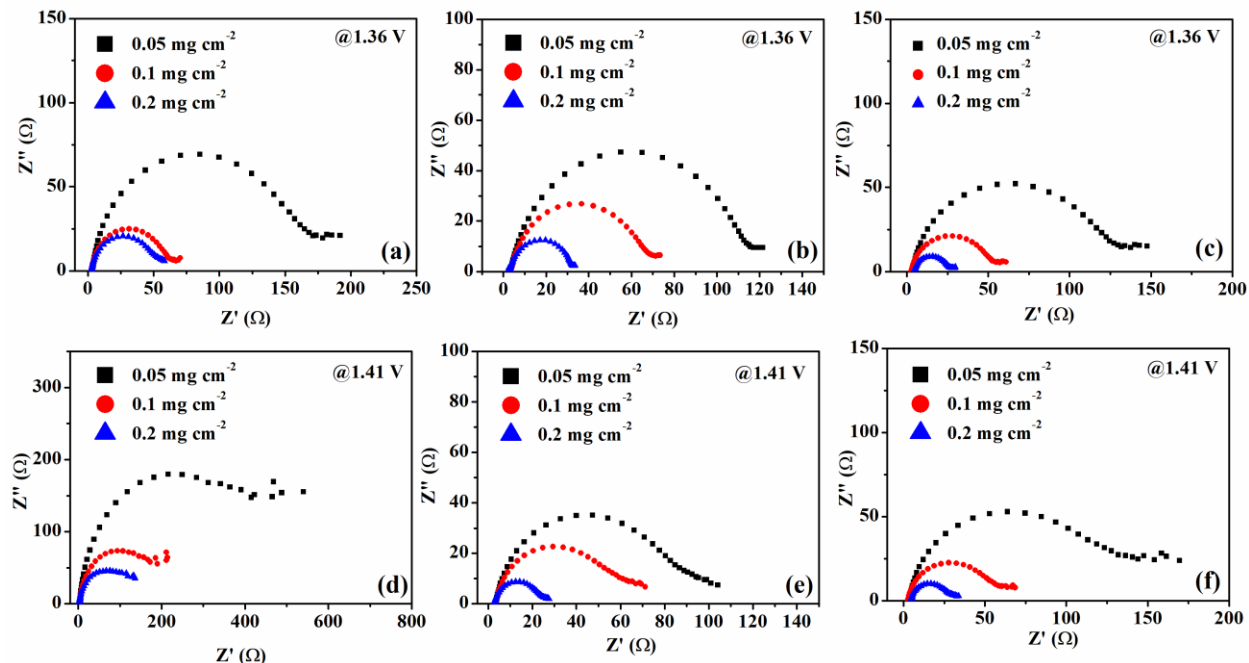 150
100
50
0
Z'' (Ω)
0.05 mg cm⁻²
0.1 mg cm⁻²
0.2 mg cm⁻²
@1.36 V
(a)
0 50 100 150 200 250
Z' (Ω)
100
80
60
40
20
0
Z'' (Ω)
0.05 mg cm⁻²
0.1 mg cm⁻²
0.2 mg cm⁻²
@1.36 V
(b)
0 20 40 60 80 100 120 140
Z' (Ω)
150
100
50
0
Z'' (Ω)
0.05 mg cm⁻²
0.1 mg cm⁻²
0.2 mg cm⁻²
@1.36 V
(c)
0 50 100 150 200
Z' (Ω)
300
200
100
0
Z'' (Ω)
0.05 mg cm⁻²
0.1 mg cm⁻²
0.2 mg cm⁻²
@1.41 V
(d)
0 200 400 600 800
Z' (Ω)
100
80
60
40
20
0
Z'' (Ω)
0.05 mg cm⁻²
0.1 mg cm⁻²
0.2 mg cm⁻²
@1.41 V
(e)
0 20 40 60 80 100 120 140
Z' (Ω)
150
100
50
0
Z'' (Ω)
0.05 mg cm⁻²
0.1 mg cm⁻²
0.2 mg cm⁻²
@1.41 V
(f)
0 50 100 150 200
Z' (Ω)